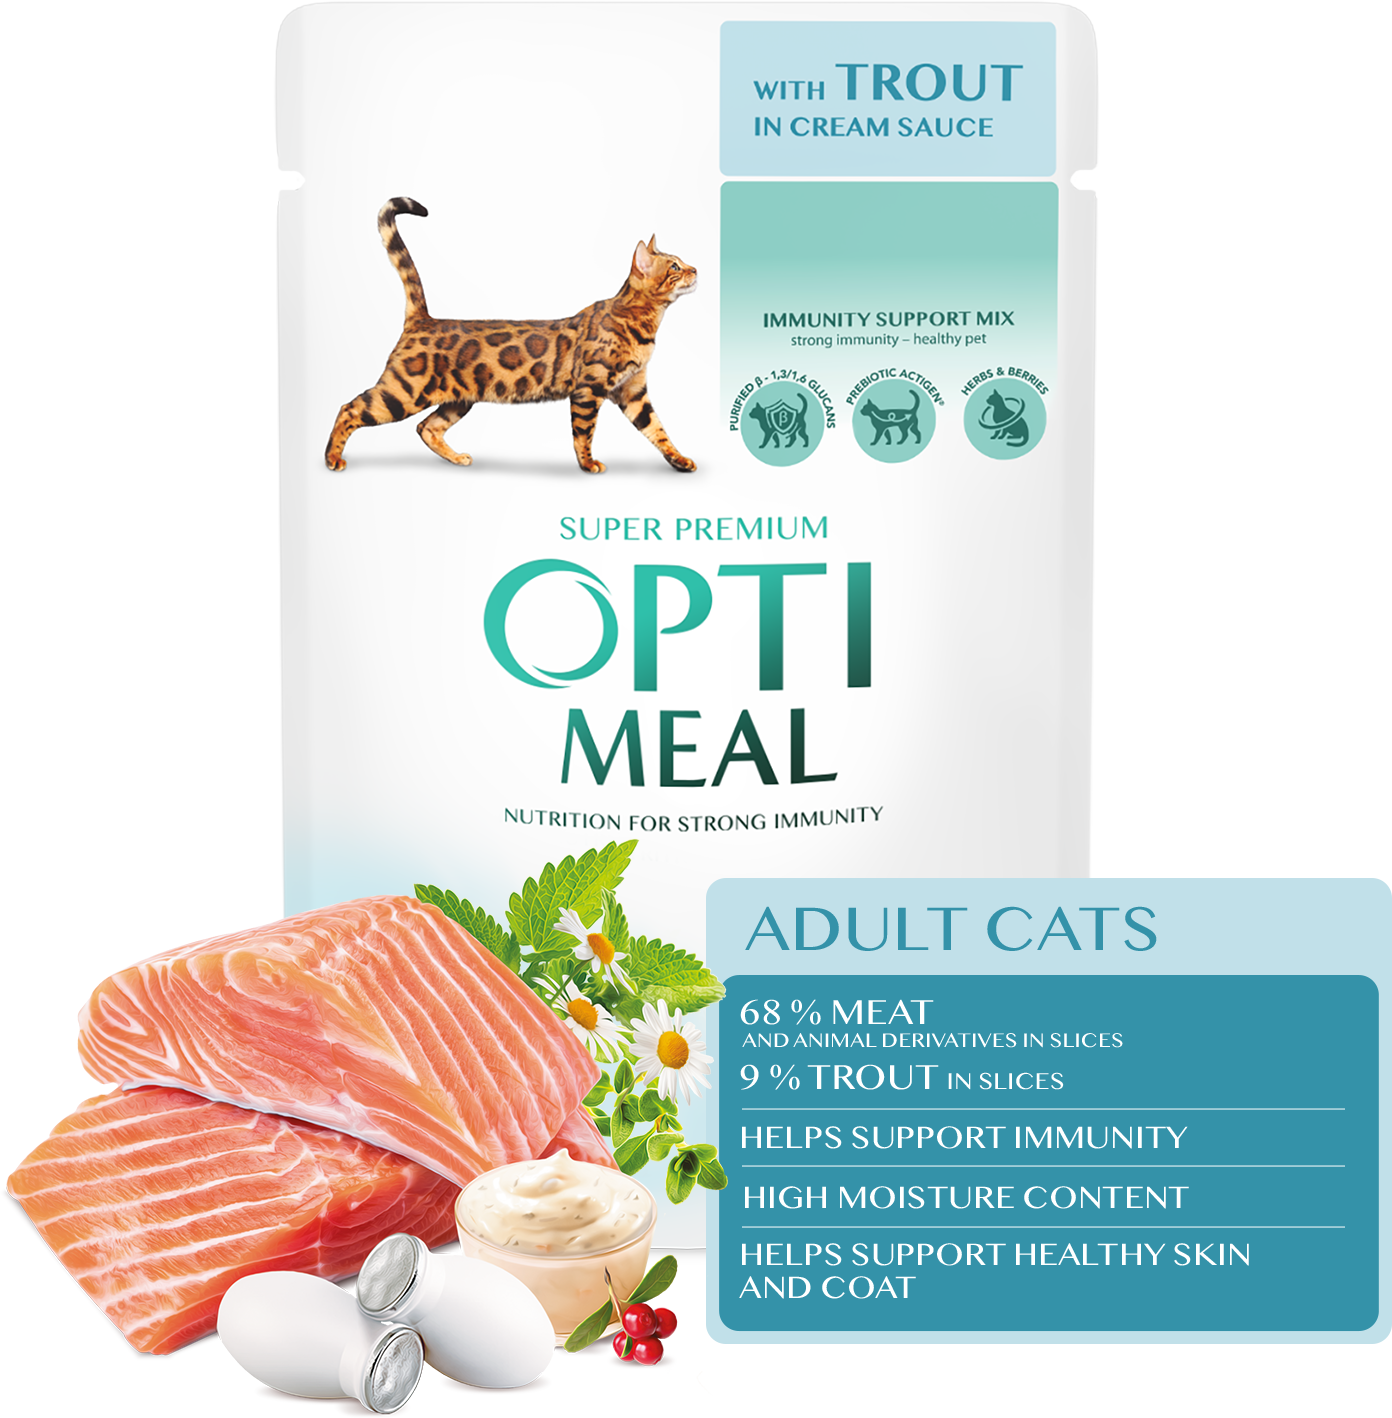 WITH TROUT
IN CREAM SAUCE
IMMUNITY SUPPORT MIX
strong immunity – healthy pet
PURIFIED β - 1,3/1,6 GLUCANS
β
PREBIOTIC ACTIGEN®
HERBS & BERRIES
SUPER PREMIUM
OPTI
MEAL
NUTRITION FOR STRONG IMMUNITY
ADULT CATS
68 % MEAT
AND ANIMAL DERIVATIVES IN SLICES
9 % TROUT IN SLICES
HELPS SUPPORT IMMUNITY
HIGH MOISTURE CONTENT
HELPS SUPPORT HEALTHY SKIN
AND COAT